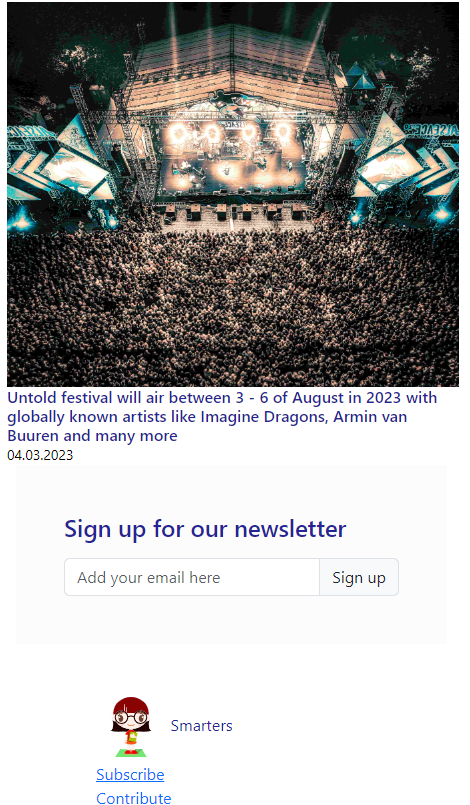 Untold festival will air between 3 - 6 of August in 2023 with
globally known artists like Imagine Dragons, Armin van
Buuren and many more
04.03.2023
Sign up for our newsletter
Add your email here
Sign up
Smarters
Subscribe
Contribute